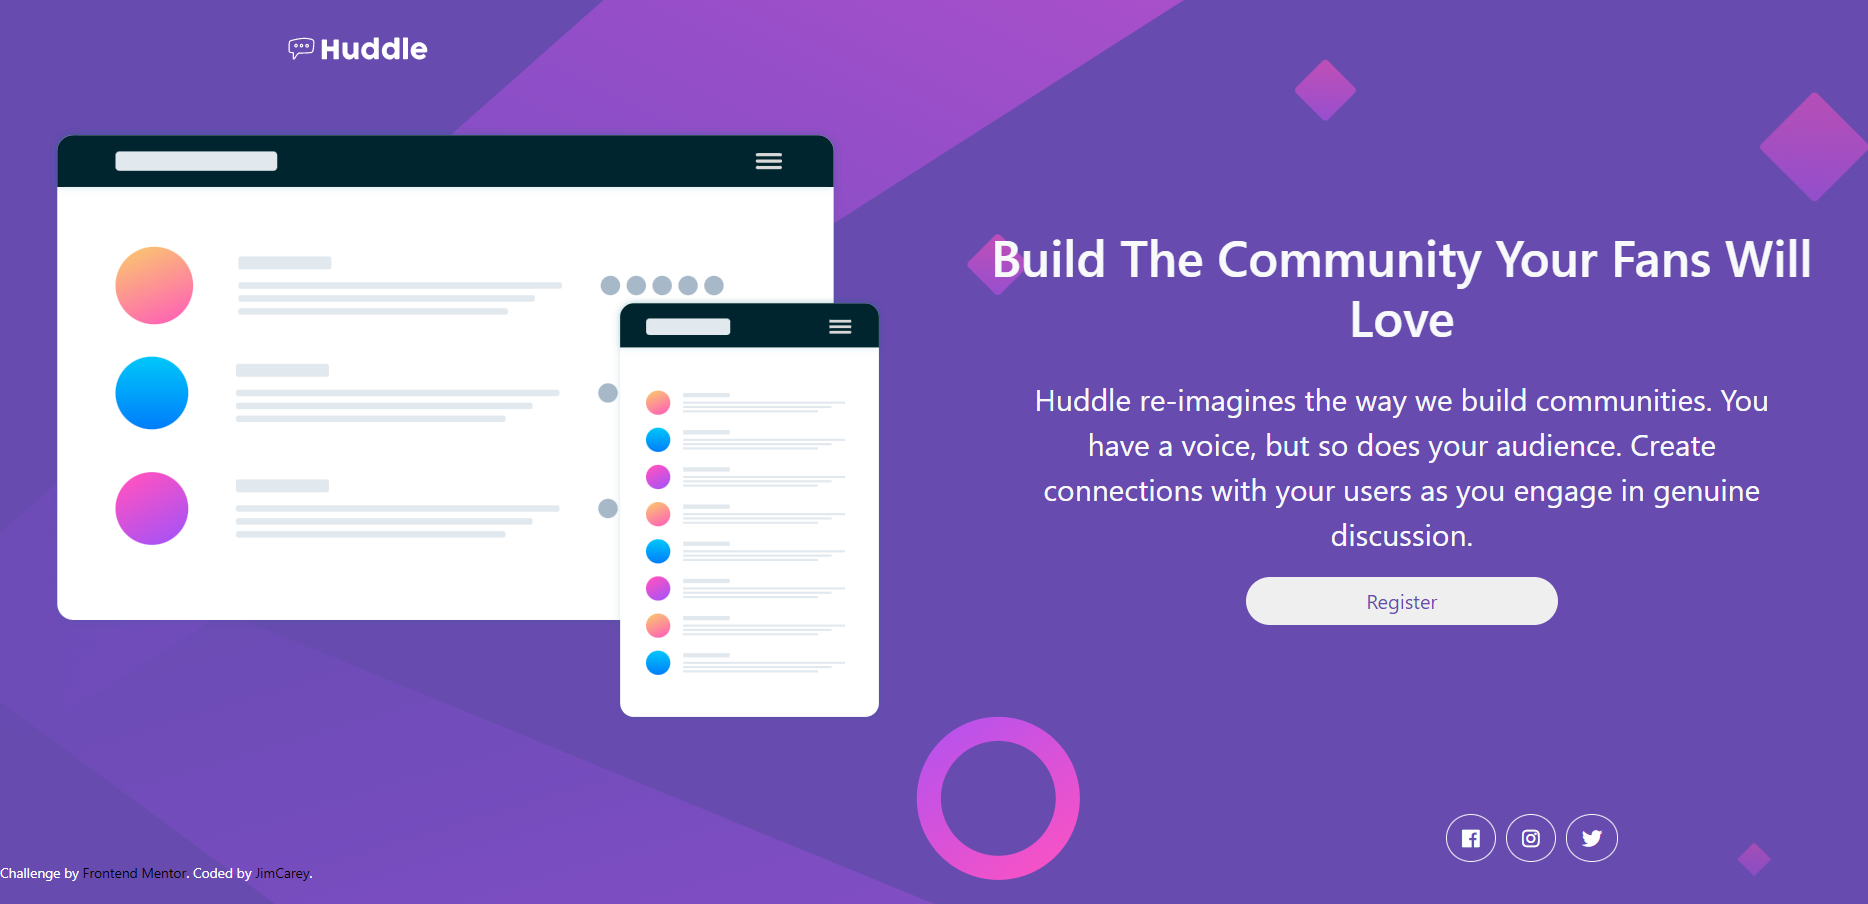 Huddle
Build The Community Your Fans Will
Love
Huddle re-imagines the way we build communities. You
have a voice, but so does your audience. Create
connections with your users as you engage in genuine
discussion.
Register
Challenge by Frontend Mentor. Coded by JimCarey.